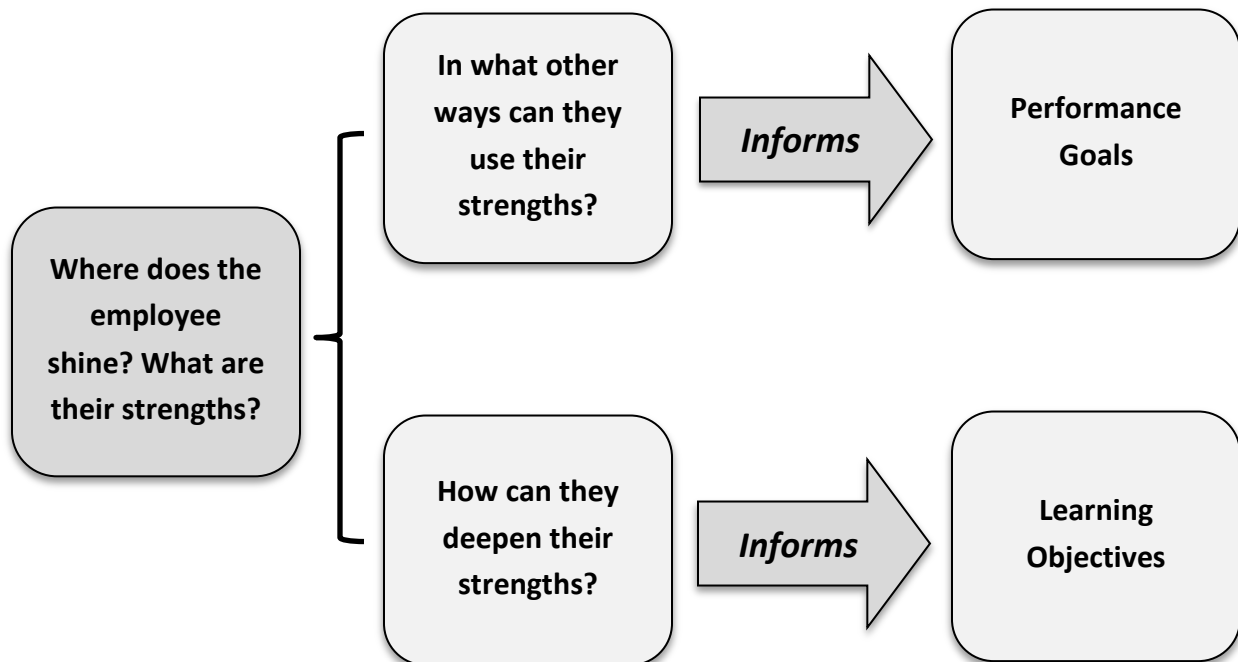 Where does the
employee
shine? What are
their strengths?
In what other
ways can they
use their
strengths?
Informs
Performance
Goals
How can they
deepen their
strengths?
Informs
Learning
Objectives